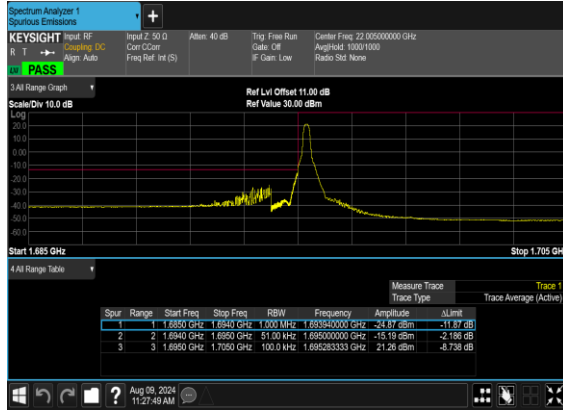 Spectrum Analyzer 1
Spurious Emissions
+
KEYSIGHT Input: RF Input Z: 50 Ω Atten: 40 dB Trig: Free Run Center Freq: 22.005000000 GHz
R T Coupling: DC Corr CCorr Gate: Off Avg|Hold: 1000/1000
Align: Auto Freq Ref: Int (S) IF Gain: Low Radio Std: None
PASS
3 All Range Graph
Ref Lvl Offset 11.00 dB
Scale/Div 10.0 dB Ref Value 30.00 dBm
Log
20.0
10.0
0.00
-10.0
-20.0
-30.0
-40.0
-50.0
-60.0
Start 1.685 GHz Stop 1.705 GHz
4 All Range Table
Measure Trace Trace 1
Trace Type Trace Average (Active)
Spur Range Start Freq Stop Freq RBW Frequency Amplitude ΔLimit
1 1 1.6850 GHz 1.6940 GHz 1.000 MHz 1.693940000 GHz -24.87 dBm -11.87 dB
2 2 1.6940 GHz 1.6950 GHz 51.00 kHz 1.695000000 GHz -15.19 dBm -2.186 dB
3 3 1.6950 GHz 1.7050 GHz 100.0 kHz 1.695283333 GHz 21.26 dBm -8.738 dB
?
Aug 09, 2024
11:27:49 AM